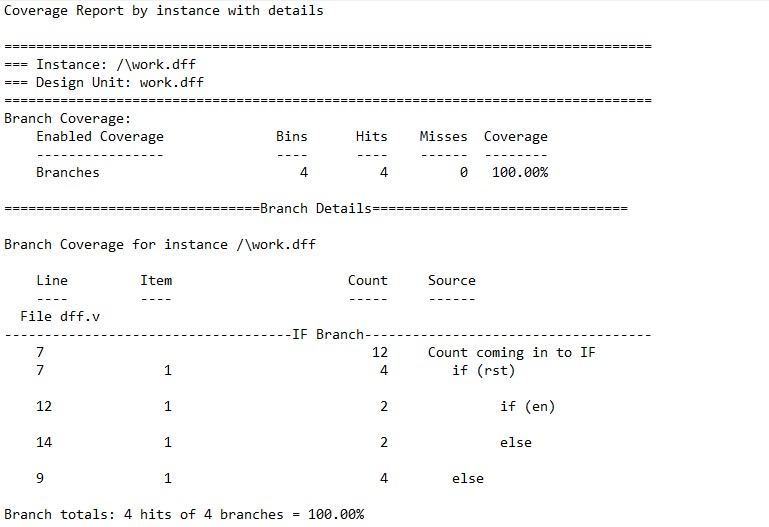 Coverage Report by instance with details
=================================================================================
=== Instance: /\work.dff
=== Design Unit: work.dff
=================================================================================
Branch Coverage:
    Enabled Coverage              Bins      Hits    Misses  Coverage
    ----------------              ----      ----    ------  --------
    Branches                         4         4         0   100.00%
================================Branch Details================================
Branch Coverage for instance /\work.dff
    Line         Item                      Count     Source
    ----         ----                      -----     ------
  File dff.v
------------------------------------IF Branch------------------------------------
    7                                         12     Count coming in to IF
    7               1                          4        if (rst)
    12              1                          2              if (en)
    14              1                          2              else
    9               1                          4        else
Branch totals: 4 hits of 4 branches = 100.00%